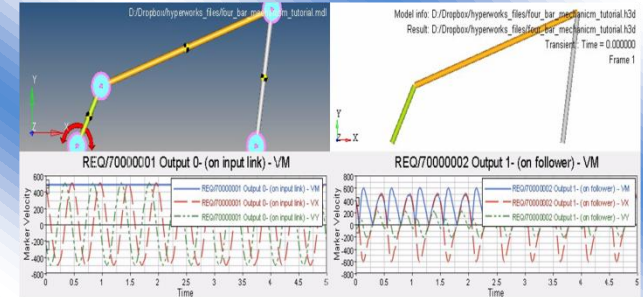 D:/Dropbox/hyperworks_files/four_bar_mechanicm_tutorial.mdl
Y
Z
X
Model info: D:/Dropbox/hyperworks_files/four_bar_mechanicm_tutorial.h3d
Result: D:/Dropbox/hyperworks_files/four_bar_mechanicm_tutorial.h3d
Transient : Time = 0.000000
Frame 1
Y
Z
X
REQ/70000001 Output 0- (on input link) - VM
Marker Velocity
600
400
200
0
-200
-400
-600
REQ/70000001 Output 0- (on input link) - VM
REQ/70000001 Output 0- (on input link) - VX
REQ/70000001 Output 0- (on input link) - VY
0 0.5 1 1.5 2 2.5 3 3.5 4 4.5 5
Time
REQ/70000002 Output 1- (on follower) - VM
Marker Velocity
800
600
400
200
0
-200
-400
-600
-800
REQ/70000002 Output 1- (on follower) - VM
REQ/70000002 Output 1- (on follower) - VX
REQ/70000002 Output 1- (on follower) - VY
0 0.5 1 1.5 2 2.5 3 3.5 4 4.5 5
Time